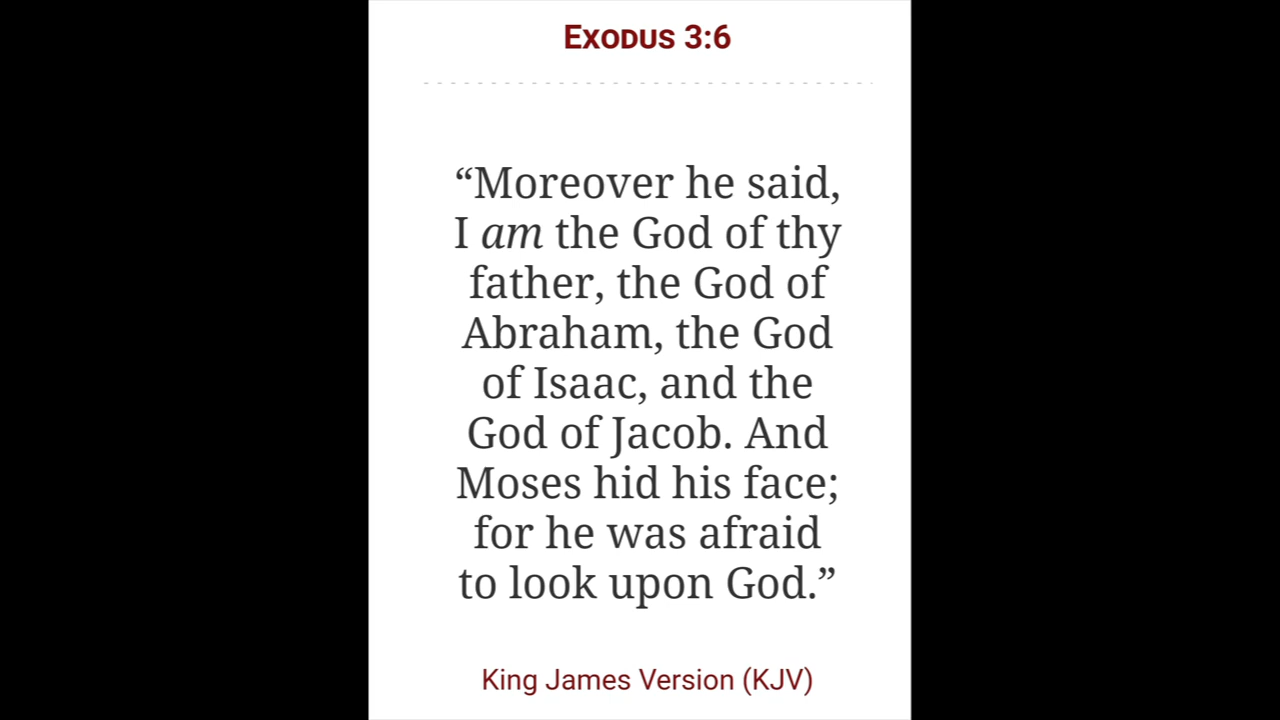 Exodus 3:6
“Moreover he said,
I am the God of thy
father, the God of
Abraham, the God
of Isaac, and the
God of Jacob. And
Moses hid his face;
for he was afraid
to look upon God.”
King James Version (KJV)